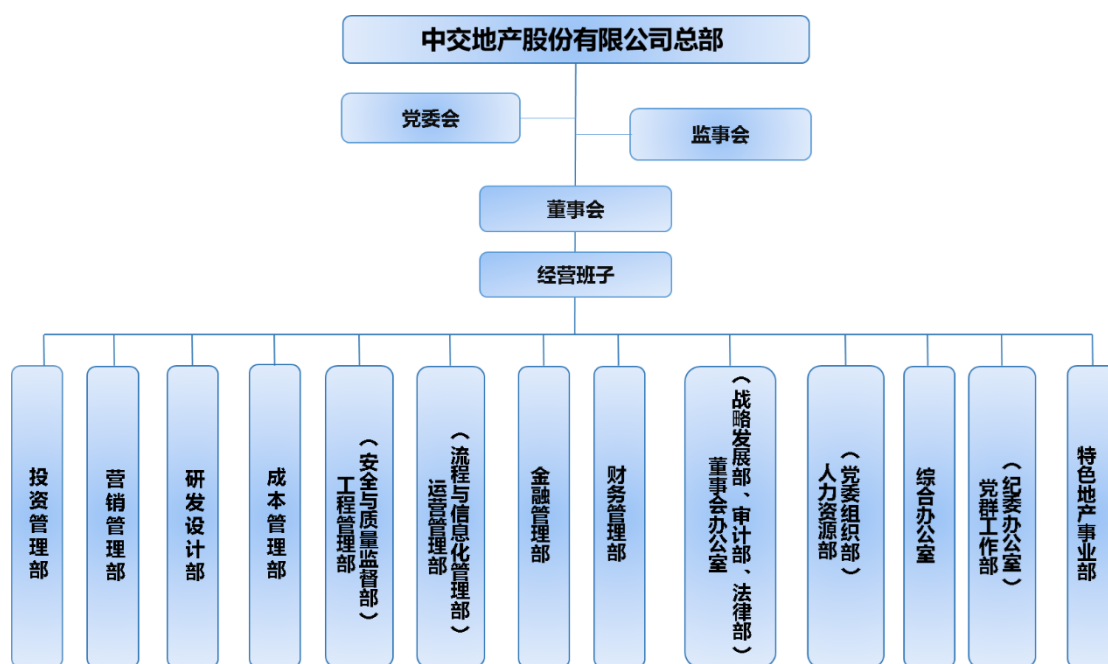 中交地产股份有限公司总部
党委会
监事会
董事会
经营班子
投资管理部
营销管理部
研发设计部
成本管理部
工程管理部
（安全与质量监督部）
运营管理部
（流程与信息化管理部）
金融管理部
财务管理部
董事会办公室
（战略发展部、审计部、法律部）
人力资源部
（党委组织部）
综合办公室
党群工作部
（纪委办公室）
特色地产事业部